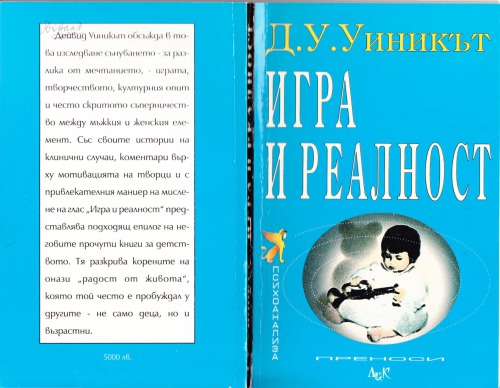 Дейвид Уиникът обсъжда в то-
ва изследване сънуването - за раз-
лика от мечтанието, - играта,
творчеството, културния опит
и често скритото съперничест-
во между мъжкия и женския еле-
мент. Със своите истории на
клинични случаи, коментари вър-
ху мотивацията на творци и с
привлекателния маниер на мисле-
не на глас „Игра и реалност" пред-
ставлява подходящ епилог на не-
говите прочути книги за детст-
вото. Тя разкрива корените на
онази „радост от живота",
която той често е пробуждал у
другите - не само деца, но и
възрастни.
5000 лв.
Д.У.Уиникът
ИГРА
И РЕАЛНОСТ
ПСИХОАНАЛИЗА
ПРЕНОСИ
ЛИК